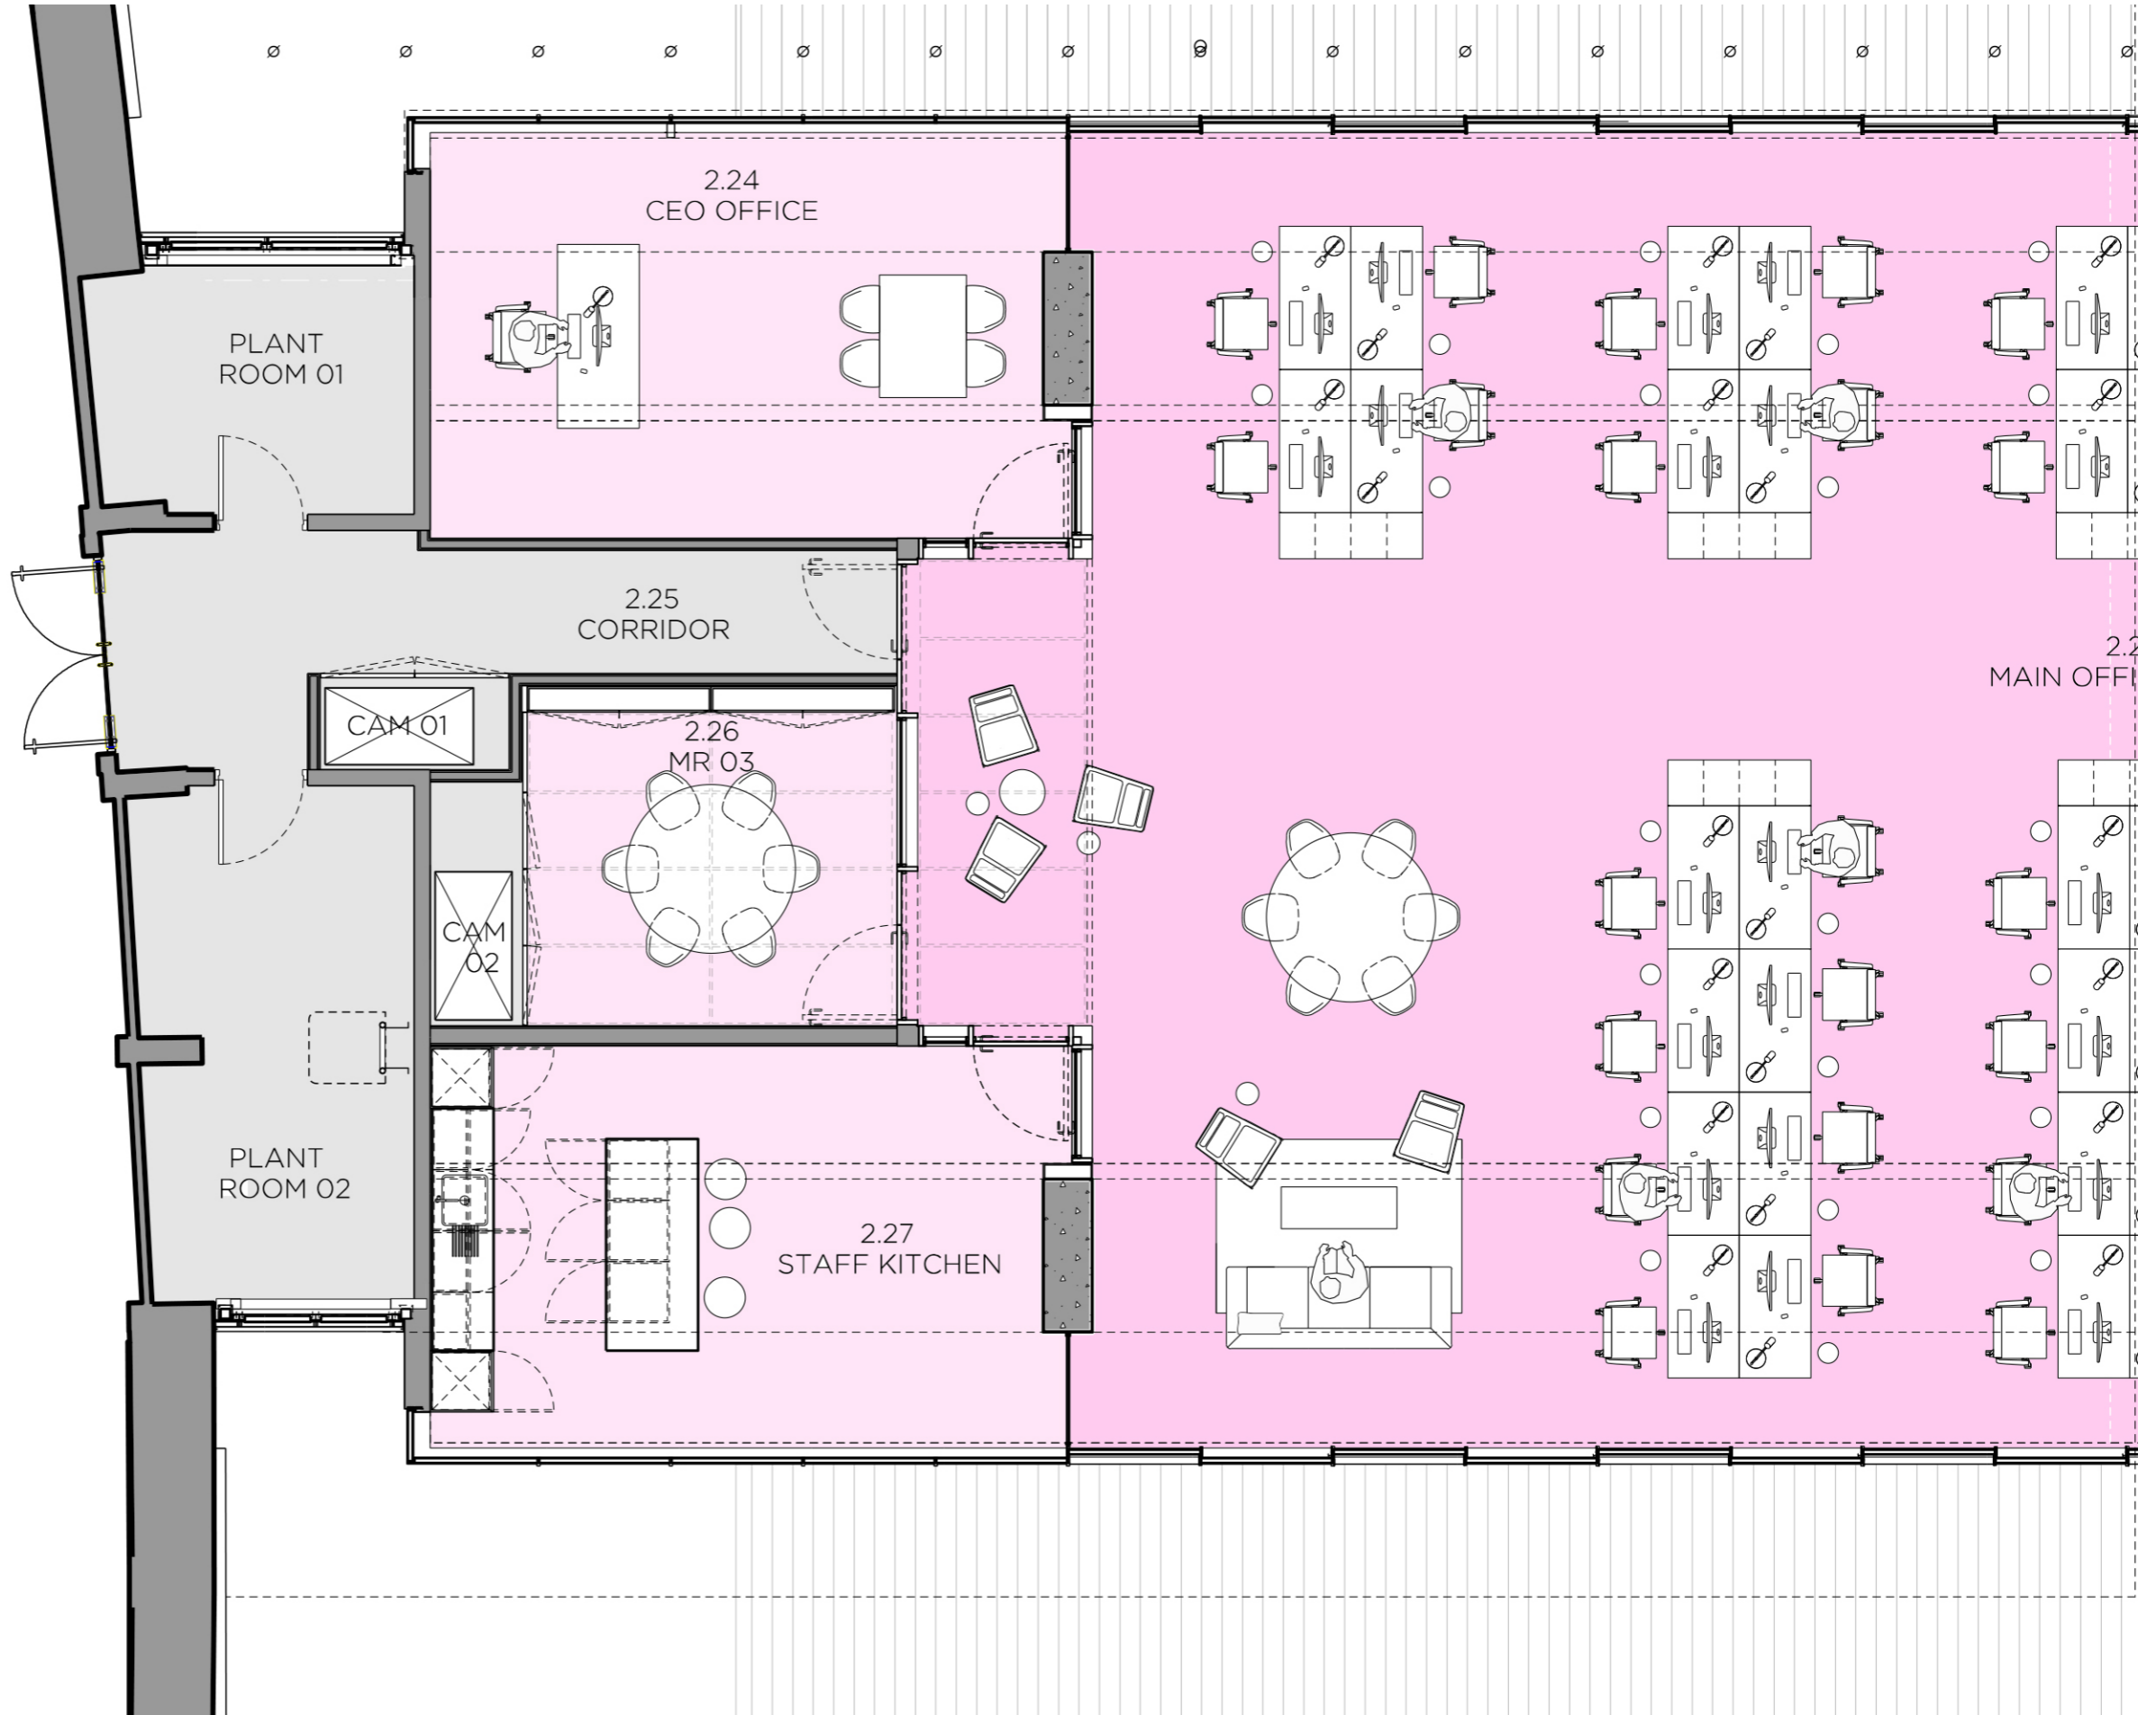 2.24
CEO OFFICE
PLANT
ROOM 01
2.25
CORRIDOR
CAM 01
2.26
MR 03
CAM
02
MAIN
PLANT
ROOM 02
2.27
STAFF KITCHEN